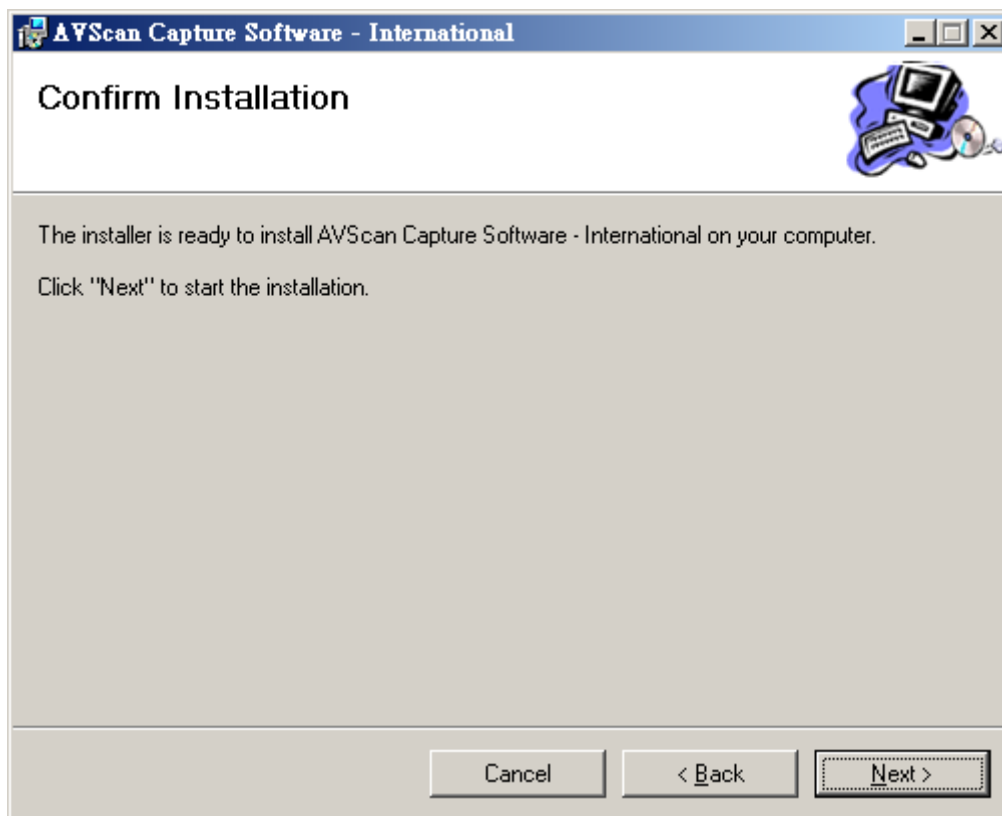 AVScan Capture Software - International
Confirm Installation
The installer is ready to install AVScan Capture Software - International on your computer.
Click "Next" to start the installation.
Cancel
< Back
Next >